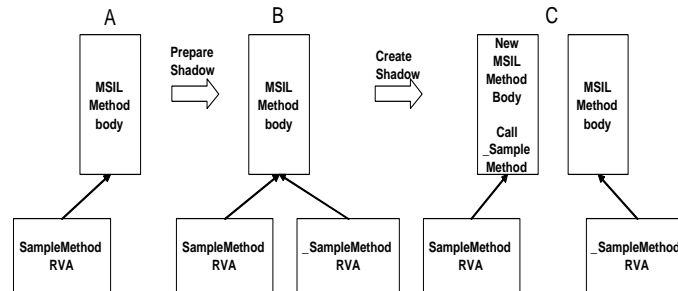 A
B
C
Prepare
Shadow
Create
Shadow
MSIL
Method
body
MSIL
Method
body
New
MSIL
Method
Body
Call
_Sample
Method
MSIL
Method
body
SampleMethod
RVA
SampleMethod
RVA
_SampleMethod
RVA
SampleMethod
RVA
_SampleMethod
RVA